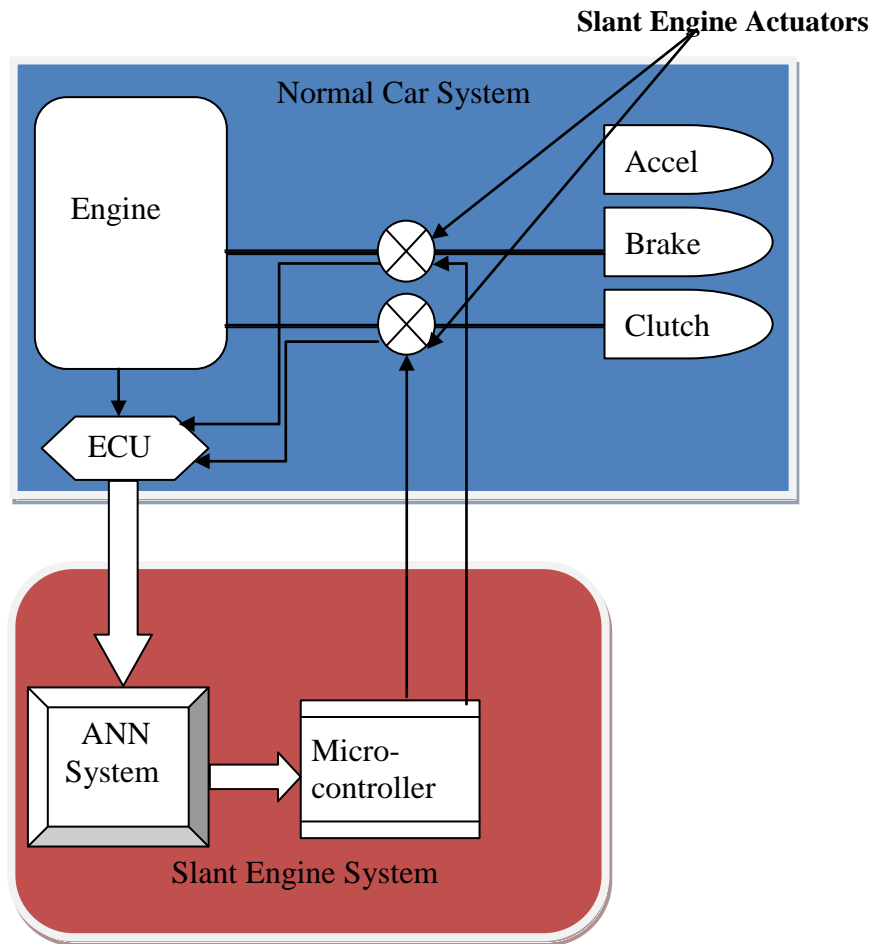 Slant Engine Actuators
Normal Car System
Accel
Engine
Brake
Clutch
ECU
ANN
System
Micro-
controller
Slant Engine System